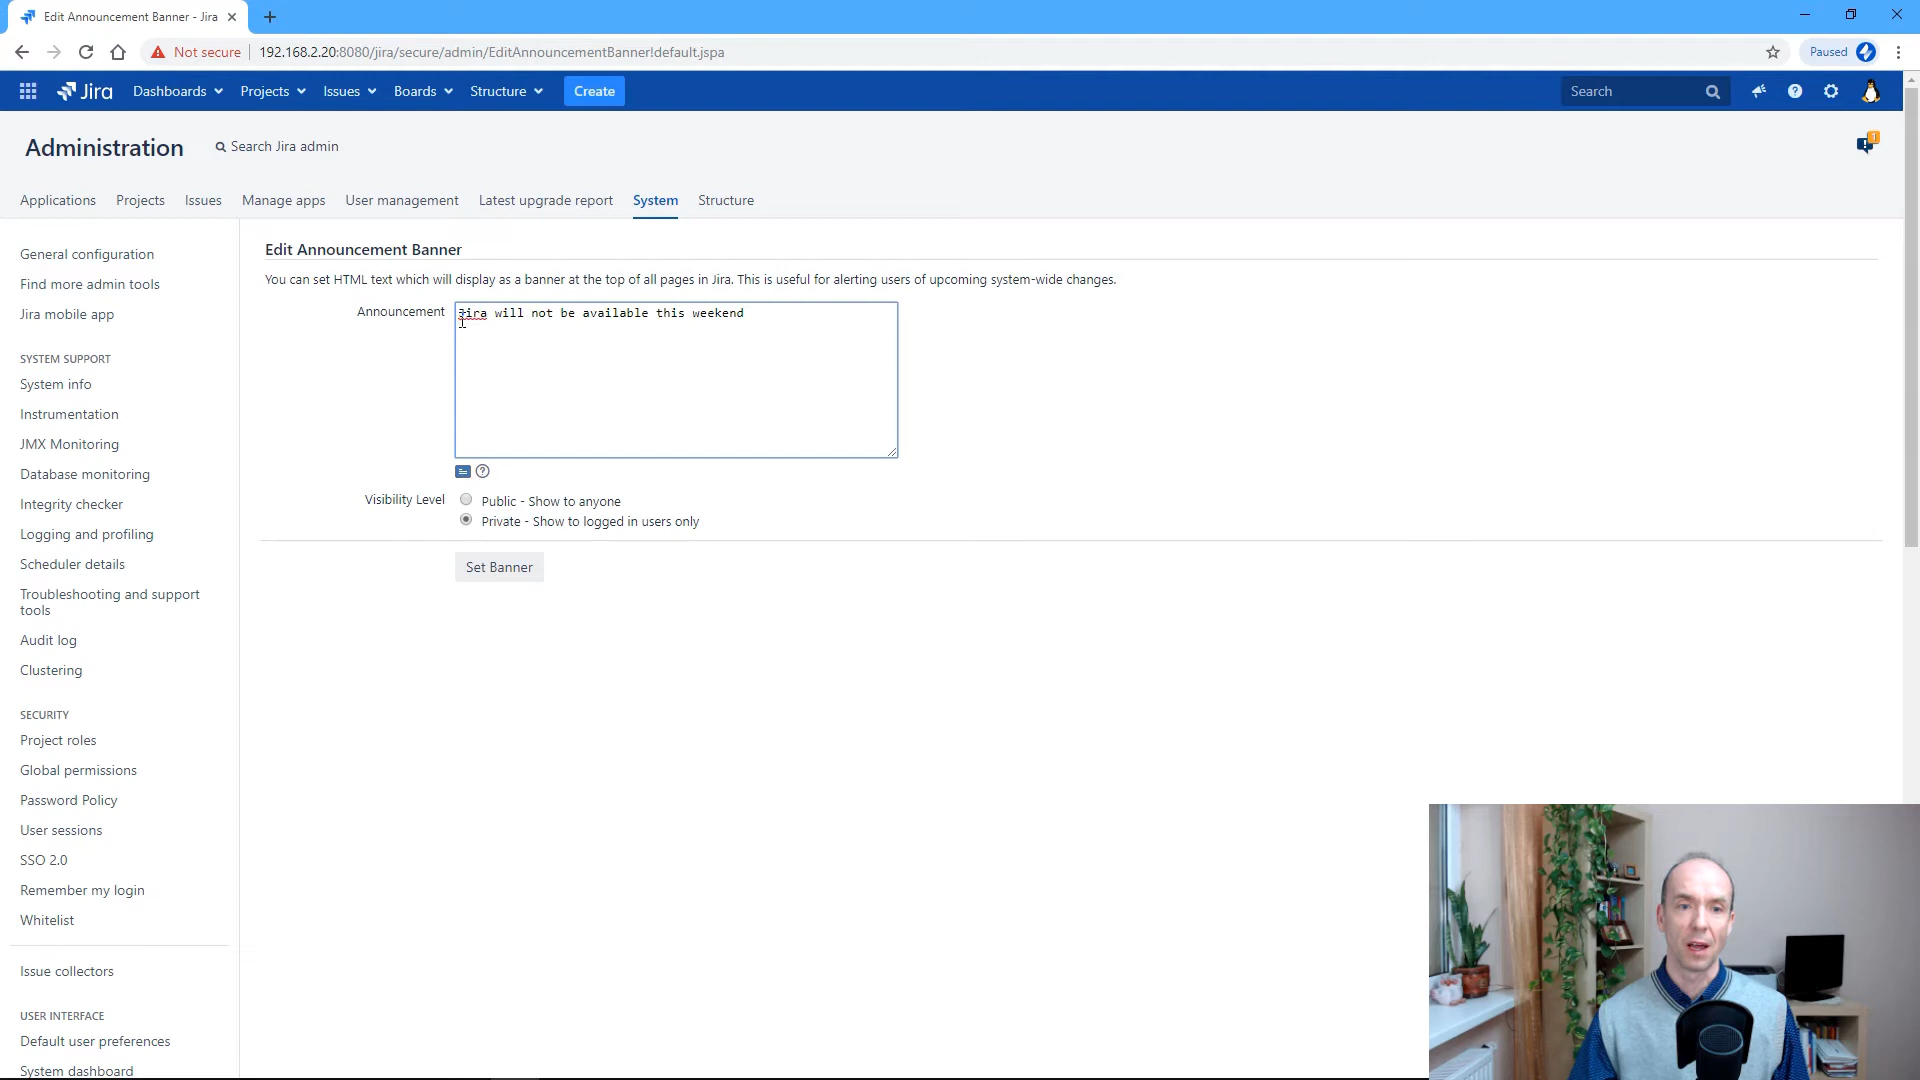 Edit Announcement Banner - Jira
Not secure
192.168.2.20:8080/jira/secure/admin/EditAnnouncementBanner!default.jspa
Paused
Jira
Dashboards
Projects
Issues
Boards
Structure
Create
Search
Administration
Search Jira admin
1
Applications
Projects
Issues
Manage apps
User management
Latest upgrade report
System
Structure
General configuration
Find more admin tools
Jira mobile app
SYSTEM SUPPORT
System info
Instrumentation
JMX Monitoring
Database monitoring
Integrity checker
Logging and profiling
Scheduler details
Troubleshooting and support
tools
Audit log
Clustering
SECURITY
Project roles
Global permissions
Password Policy
User sessions
SSO 2.0
Remember my login
Whitelist
Issue collectors
USER INTERFACE
Default user preferences
System dashboard
Edit Announcement Banner
You can set HTML text which will display as a banner at the top of all pages in Jira. This is useful for alerting users of upcoming system-wide changes.
Announcement
Jira will not be available this weekend
Visibility Level
Public - Show to anyone
Private - Show to logged in users only
Set Banner